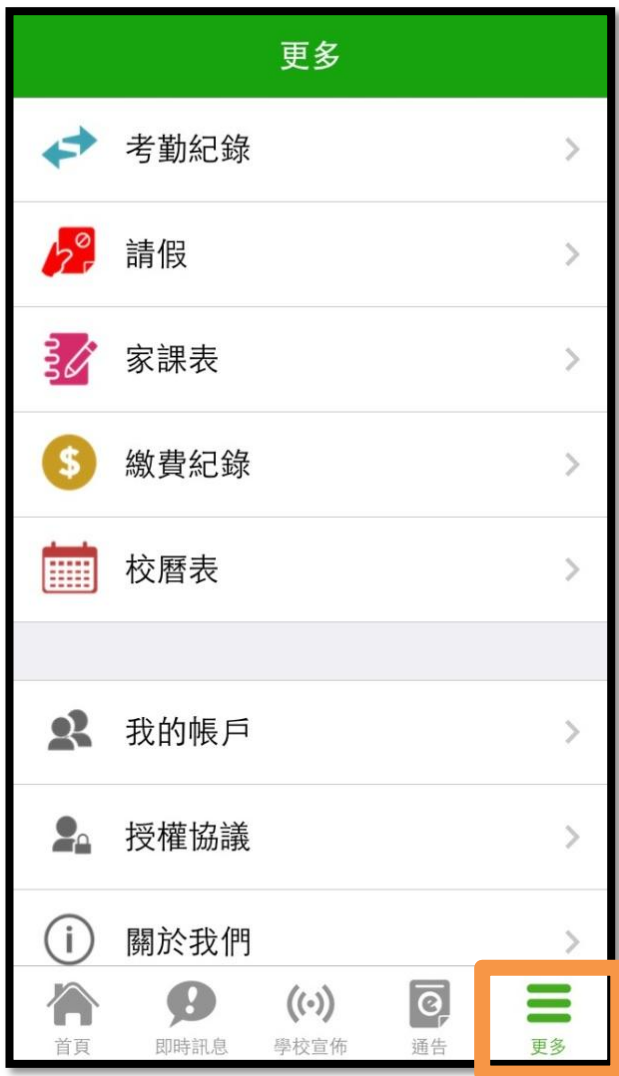 更多
考勤紀錄
請假
家課表
$ 繳費紀錄
校曆表
我的帳戶
授權協議
i 關於我們
首頁 即時訊息 學校宣佈 通告 更多